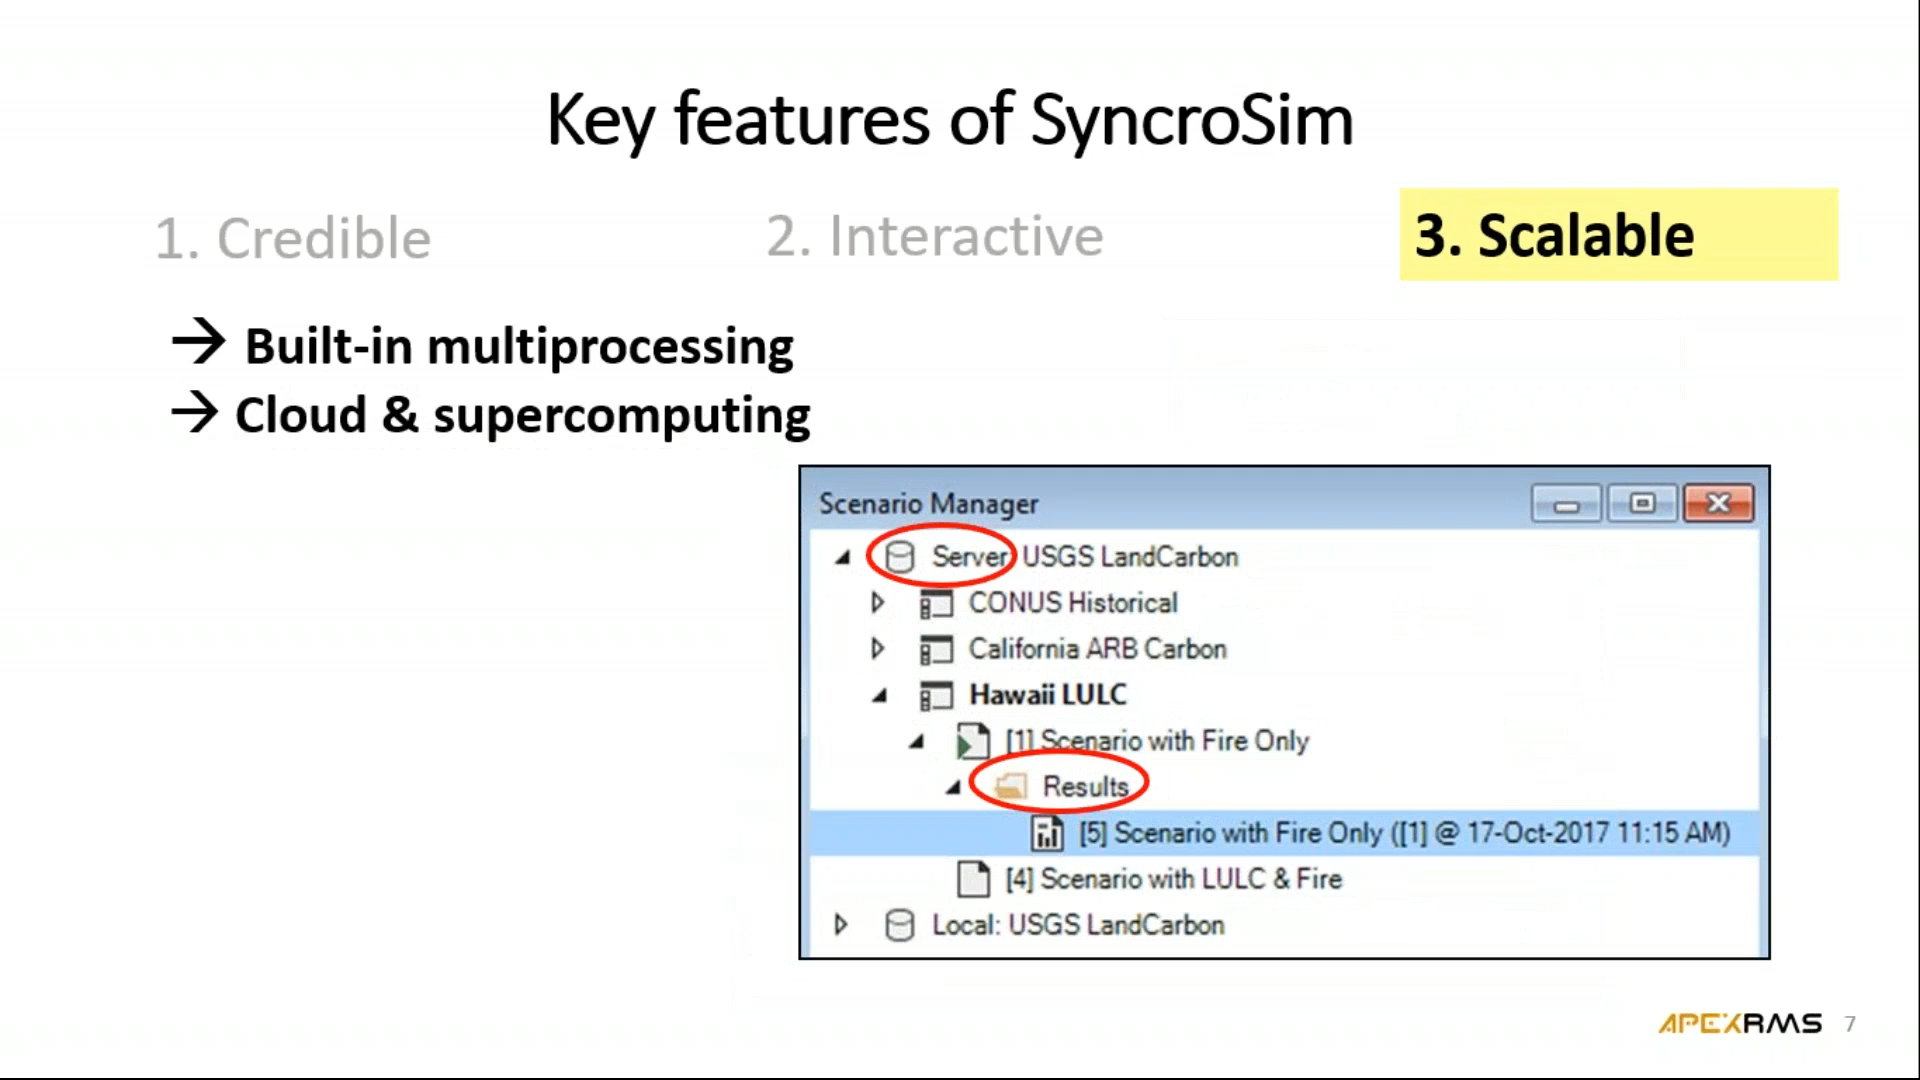 Key features of SyncroSim
1. Credible
2. Interactive
3. Scalable
→ Built-in multiprocessing
→ Cloud & supercomputing
Scenario Manager
Server: USGS LandCarbon
CONUS Historical
California ARB Carbon
Hawaii LULC
[1] Scenario with Fire Only
Results
[5] Scenario with Fire Only ([1] @ 17-Oct-2017 11:15 AM)
[4] Scenario with LULC & Fire
Local: USGS LandCarbon
APEXRMS
7